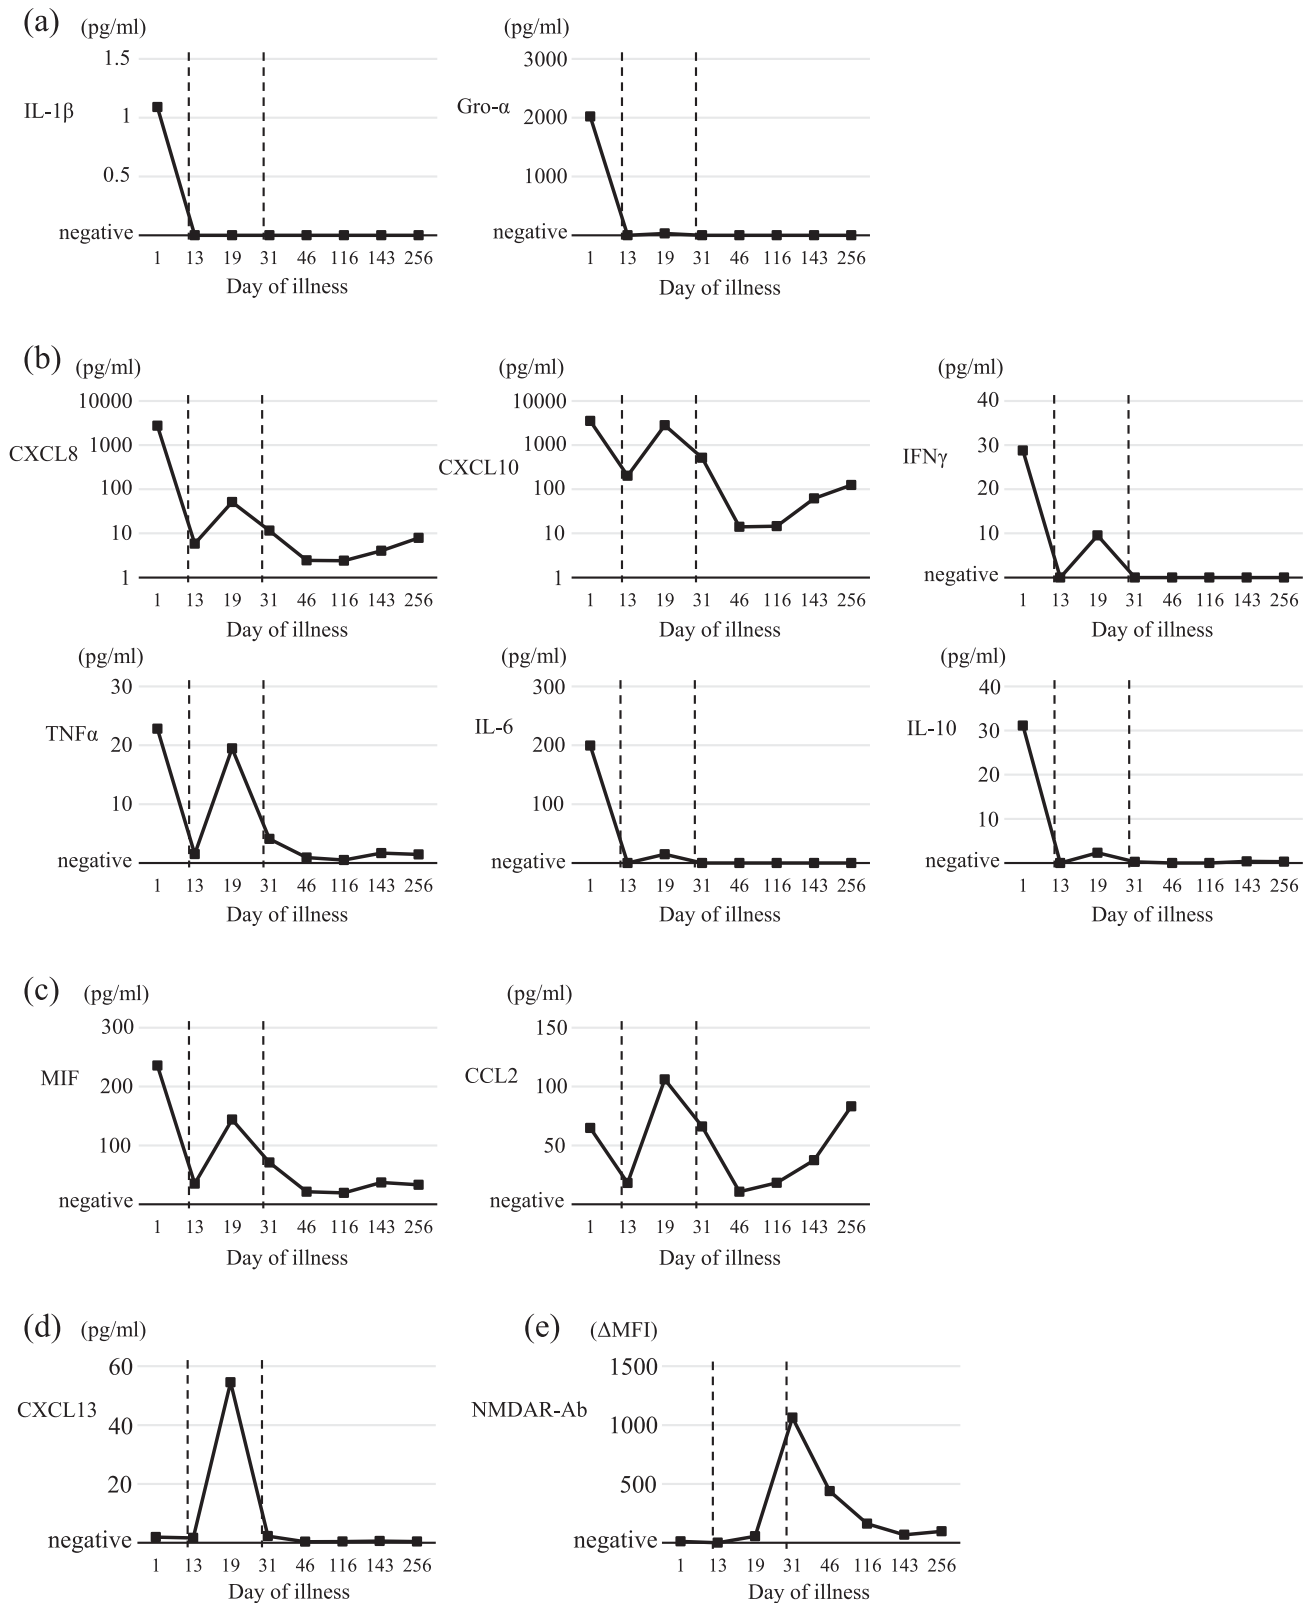 (a) (pg/ml) (pg/ml)
1.5 3000
IL-1β 1 Gro-α 2000
0.5 1000
negative negative
1 13 19 31 46 116 143 256 1 13 19 31 46 116 143 256
Day of illness Day of illness
(b) (pg/ml) (pg/ml) (pg/ml)
10000 10000 40
CXCL8 1000 CXCL10 1000 IFNγ 30
100 100 20
10 10 10
1 1 negative
1 13 19 31 46 116 143 256 1 13 19 31 46 116 143 256 1 13 19 31 46 116 143 256
Day of illness Day of illness Day of illness
(pg/ml) (pg/ml) (pg/ml)
30 300 40
TNFα 20 IL-6 200 IL-10 30
20
10 100 10
negative negative negative
1 13 19 31 46 116 143 256 1 13 19 31 46 116 143 256 1 13 19 31 46 116 143 256
Day of illness Day of illness Day of illness
(c) (pg/ml) (pg/ml)
300 150
MIF 200 CCL2 100
100 50
negative negative
1 13 19 31 46 116 143 256 1 13 19 31 46 116 143 256
Day of illness Day of illness
(d) (pg/ml) (e) (ΔMFI)
60 1500
CXCL13 40 NMDAR-Ab 1000
20 500
negative negative
1 13 19 31 46 116 143 256 1 13 19 31 46 116 143 256
Day of illness Day of illness